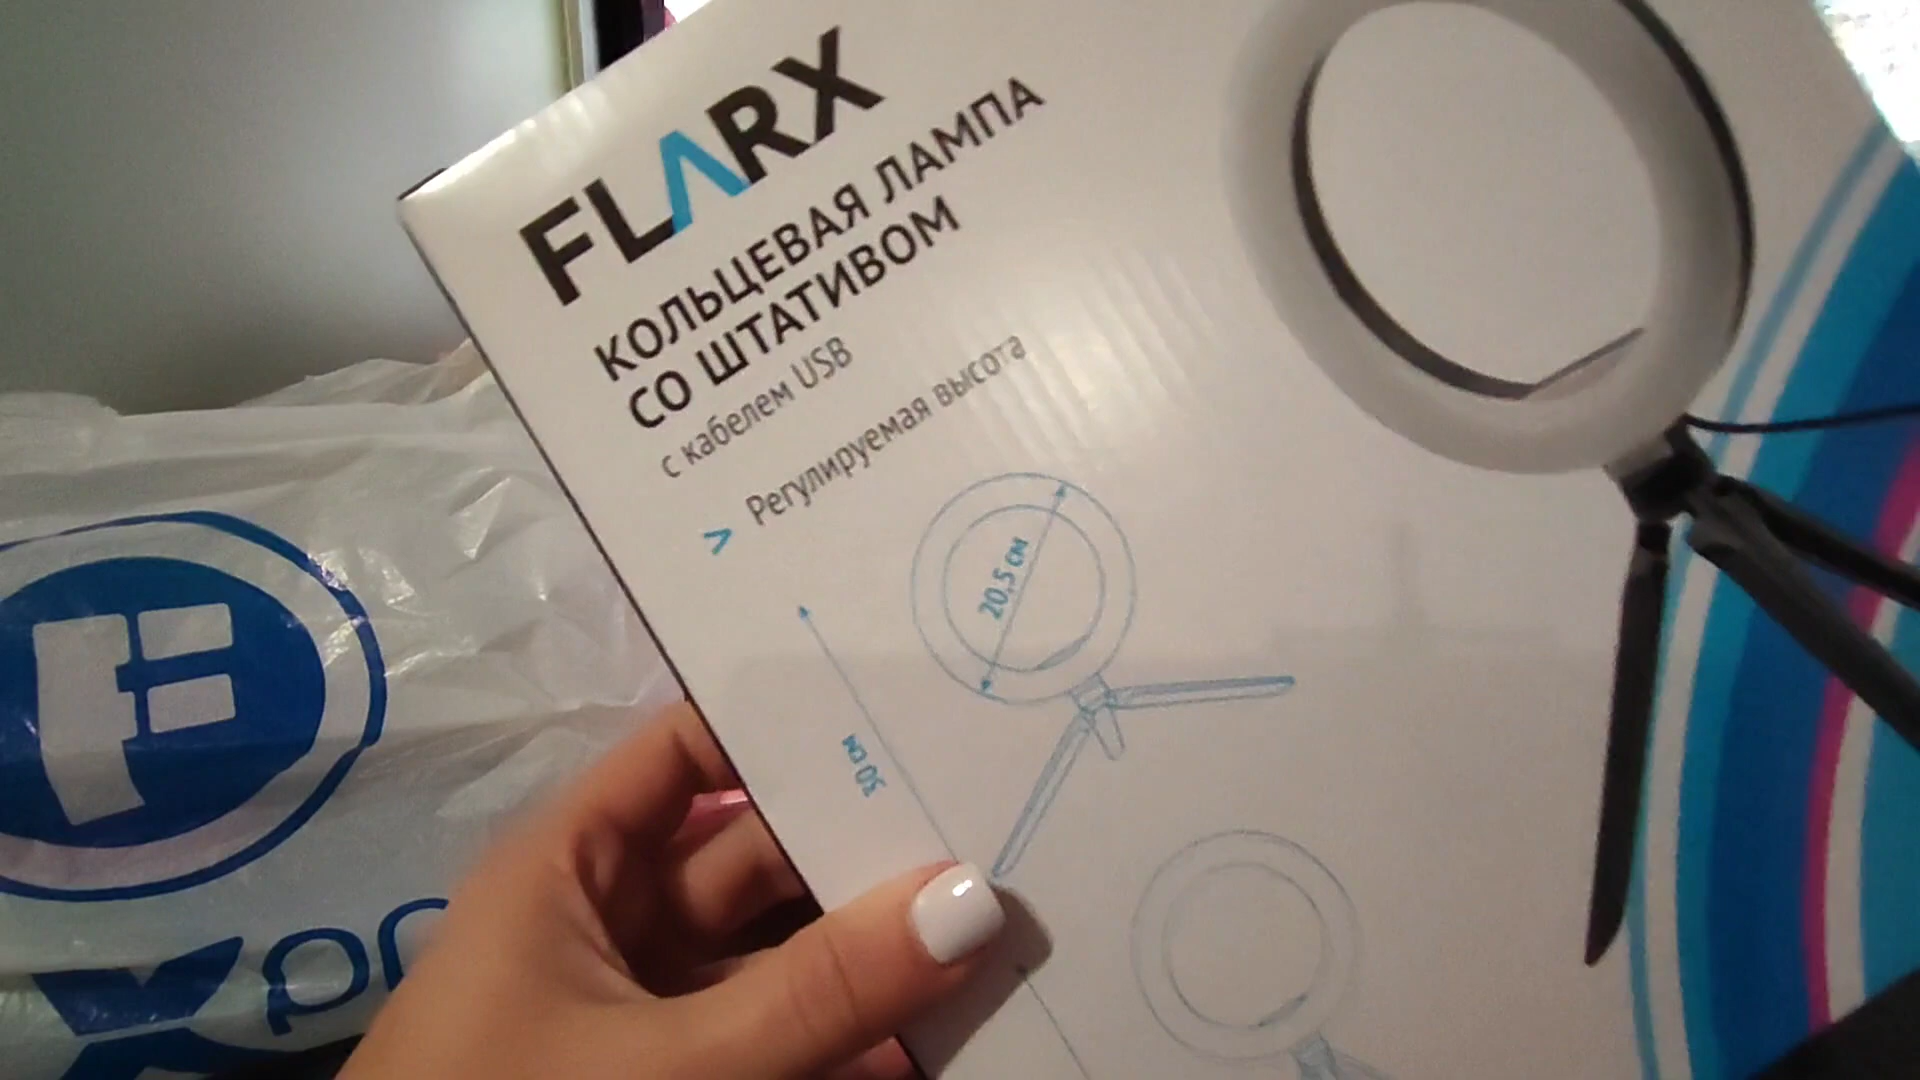 FLARX
КОЛЬЦЕВАЯ ЛАМПА
СО ШТАТИВОМ
с кабелем USB
> Регулируемая высота
20,5 см
30 см